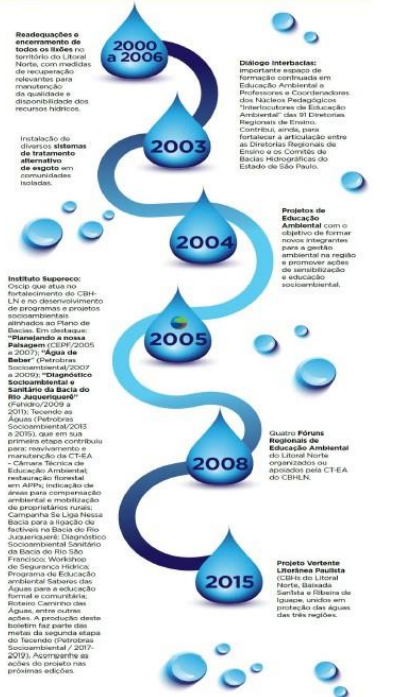 Readequações e
encerramento de
todos os lixões no
território do Litoral
Norte, com medidas
de recuperação
relevantes para
manutenção
da qualidade e
disponibilidade dos
recursos hídricos.
2000
a 2006
Diálogo Interbacias:
importante espaço de
formação continuada em
Educação Ambiental a
Professores e Coordenadores
dos Núcleos Pedagógicos
"Interlocutores de Educação
Ambiental" das 91 Diretorias
Regionais de Ensino.
Contribui, ainda, para
fortalecer a articulação entre
as Diretorias Regionais de
Ensino e os Comitês de
Bacias Hidrográficas do
Estado de São Paulo.
2003
Instalação de
diversos sistemas
de tratamento
alternativo
de esgoto em
comunidades
isoladas.
2004
Projetos de
Educação
Ambiental com o
objetivo de formar
novos integrantes
para a gestão
ambiental na região
e promover ações
de sensibilização
e educação
socioambiental.
2005
Instituto Supereco:
Oscip que atua no
fortalecimento do CBH-
LN e no desenvolvimento
de programas e projetos
socioambientais
alinhados ao Plano de
Bacias. Em destaque:
"Planejando a nossa
Paisagem (CEPF/2005
a 2007); "Água de
Beber" (Petrobras
Socioambiental/2007
a 2009); "Diagnóstico
Socioambiental e
Sanitário da Bacia do
Rio Juqueriquerê"
(Fehidro/2009 a
2011); Tecendo as
Águas (Petrobras
Socioambiental/2013
a 2015), que em sua
primeira etapa contribuiu
para: reavivamento e
manutenção da CT-EA
- Câmara Técnica de
Educação Ambiental;
restauração florestal
em APPs; indicação de
áreas para compensação
ambiental e mobilização
de proprietários rurais;
Campanha Se Liga Nessa
Bacia para a ligação de
factíveis na Bacia do Rio
Juqueriquerê; Diagnóstico
Socioambiental Sanitário
da Bacia do Rio São
Francisco; Workshop
de Segurança Hídrica;
Programa de Educação
ambiental Saberes das
Águas para a educação
formal e comunitária;
Roteiro Caminho das
Águas, entre outras
ações. A produção deste
boletim faz parte das
metas da segunda etapa
do Tecendo (Petrobras
Socioambiental / 2017-
2019). Acompanhe as
ações do projeto nas
próximas edições.
2008
Quatro Fóruns
Regionais de
Educação Ambiental
do Litoral Norte
organizados ou
apoiados pela CT-EA
do CBHLN.
2015
Projeto Vertente
Litorânea Paulista
(CBHs do Litoral
Norte, Baixada
Santista e Ribeira de
Iguape, unidos em
proteção das águas
das três regiões.